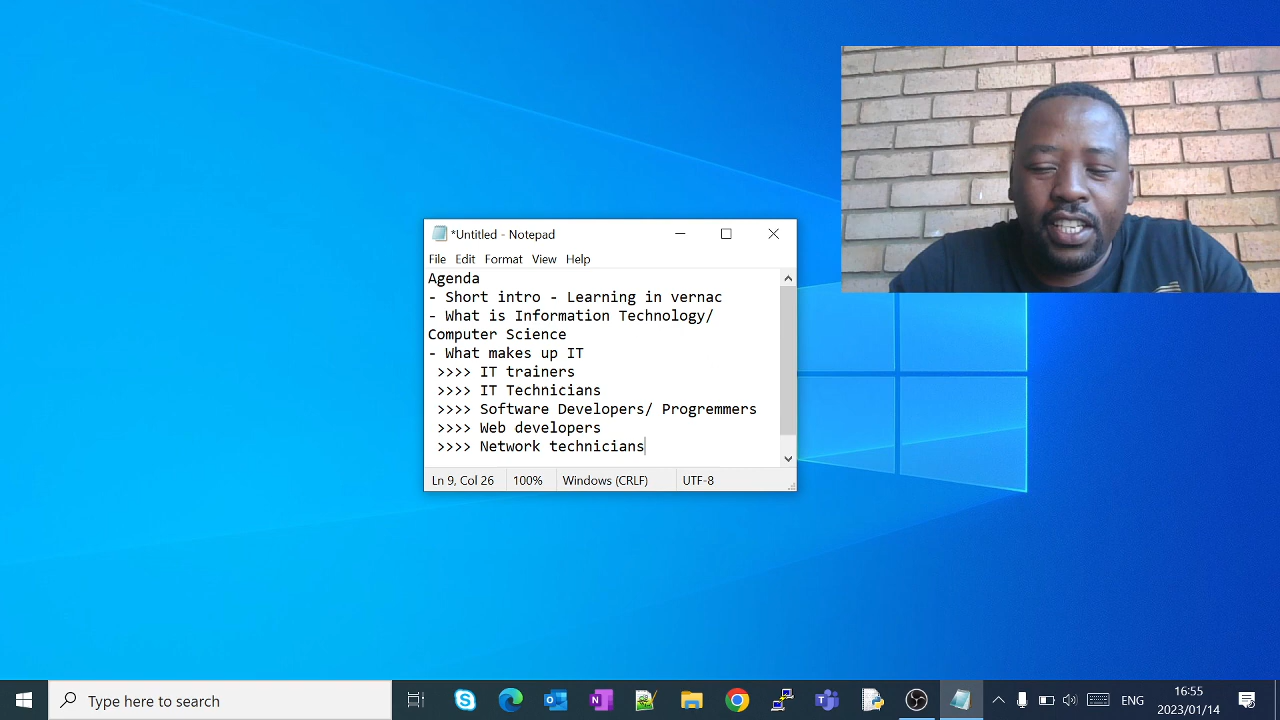 *Untitled - Notepad
File Edit Format View Help
Agenda
- Short intro - Learning in vernac
- What is Information Technology/
Computer Science
- What makes up IT
>>>> IT trainers
>>>> IT Technicians
>>>> Software Developers/ Progremmers
>>>> Web developers
>>>> Network technicians
Ln 9, Col 26 100% Windows (CRLF) UTF-8
Type here to search
ENG
16:55
2023/01/14